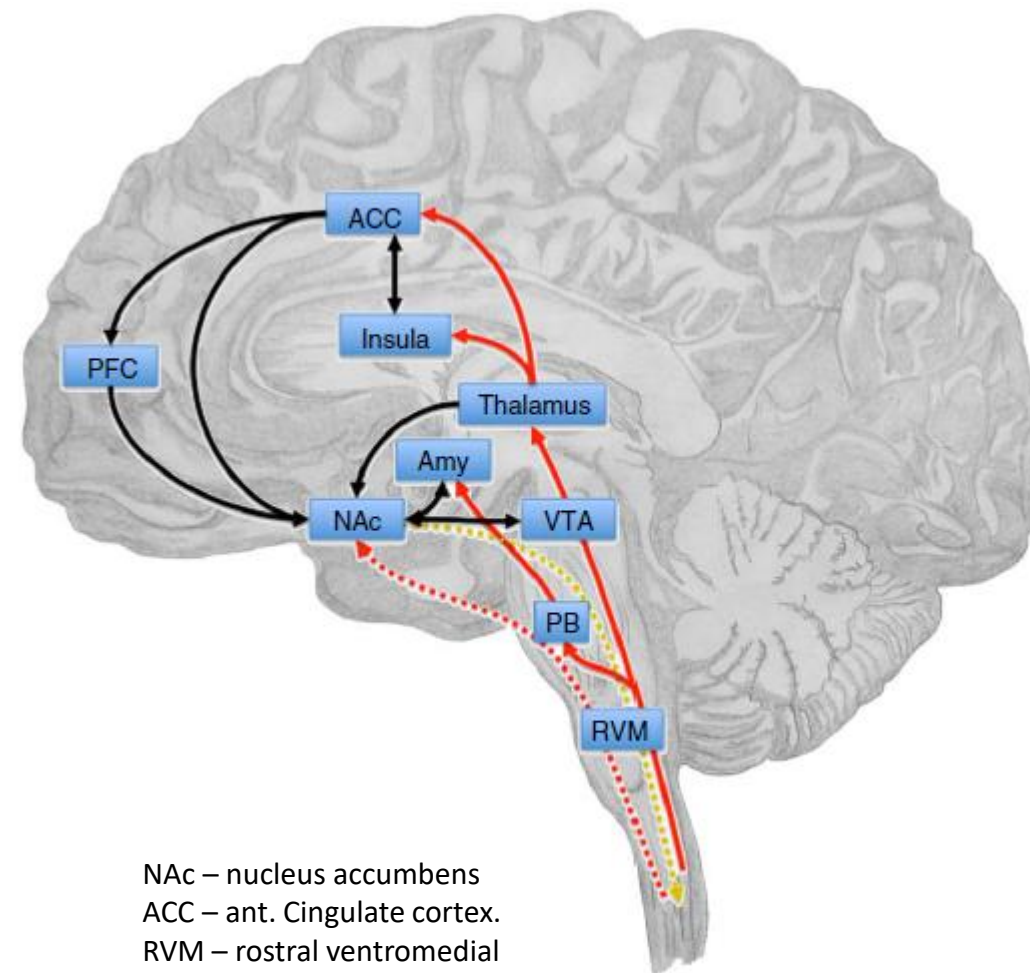 ACC
Insula
PFC
Thalamus
Amy
NAc
VTA
PB
RVM
NAc – nucleus accumbens
ACC – ant. Cingulate cortex.
RVM – rostral ventromedial